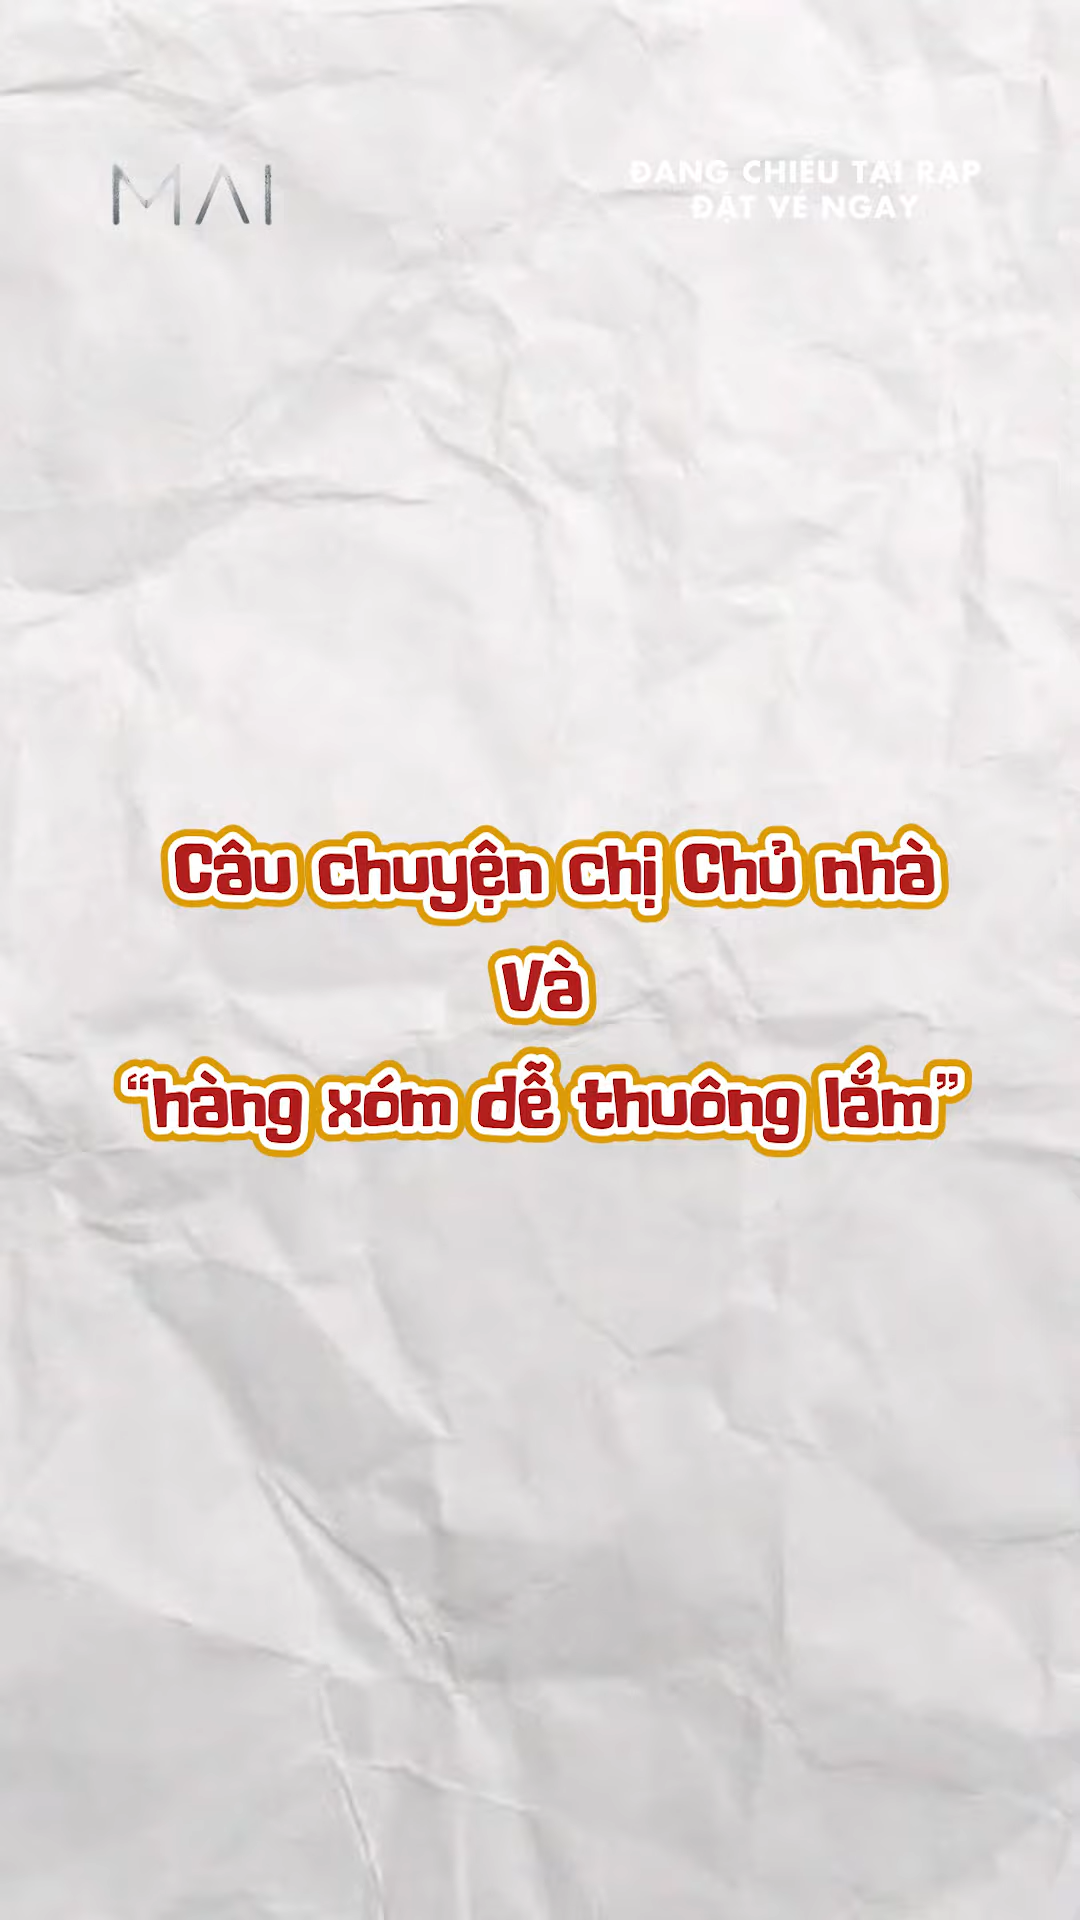 MAI
ĐANG CHIẾU TẠI RẠP
ĐẶT VÉ NGAY
Câu chuyện chị Chủ nhà
Và
“hàng xóm dễ thuông lắm”